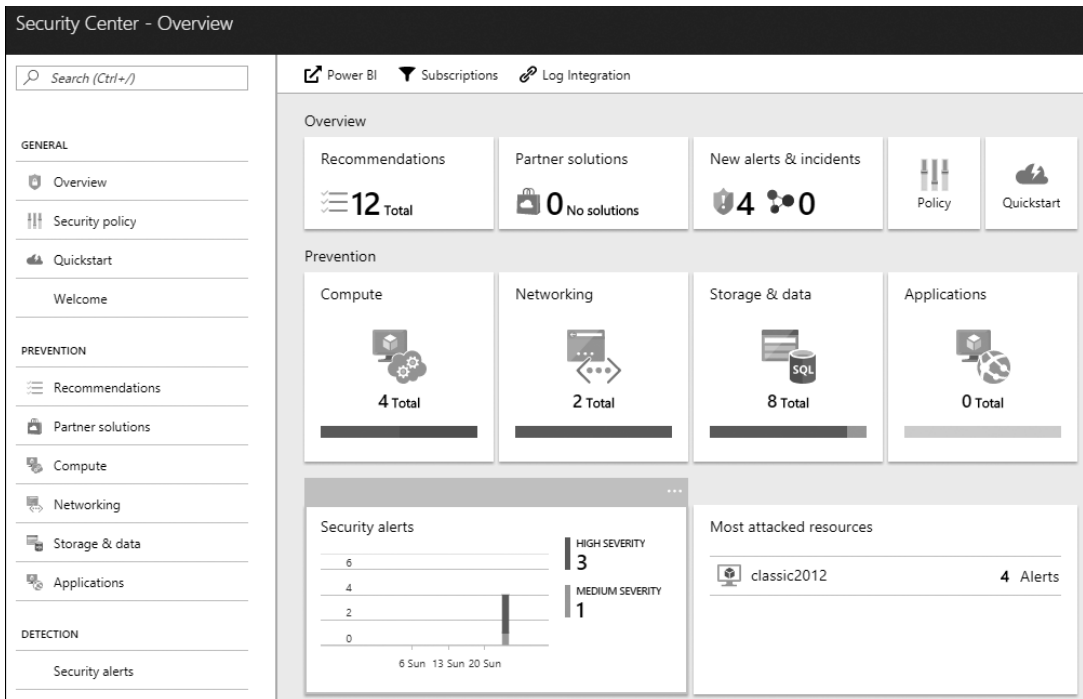 Security Center - Overview
Search (Ctrl+/)
GENERAL
Overview
Security policy
Quickstart
Welcome
PREVENTION
Recommendations
Partner solutions
Compute
Networking
Storage & data
Applications
DETECTION
Security alerts
Power BI Subscriptions Log Integration
Overview
Recommendations
12 Total
Partner solutions
0 No solutions
New alerts & incidents
4 0
Policy
Quickstart
Prevention
Compute
4 Total
Networking
2 Total
Storage & data
SQL
8 Total
Applications
0 Total
...
Security alerts
6
4
2
0
6 Sun 13 Sun 20 Sun
HIGH SEVERITY
3
MEDIUM SEVERITY
1
Most attacked resources
classic2012 4 Alerts